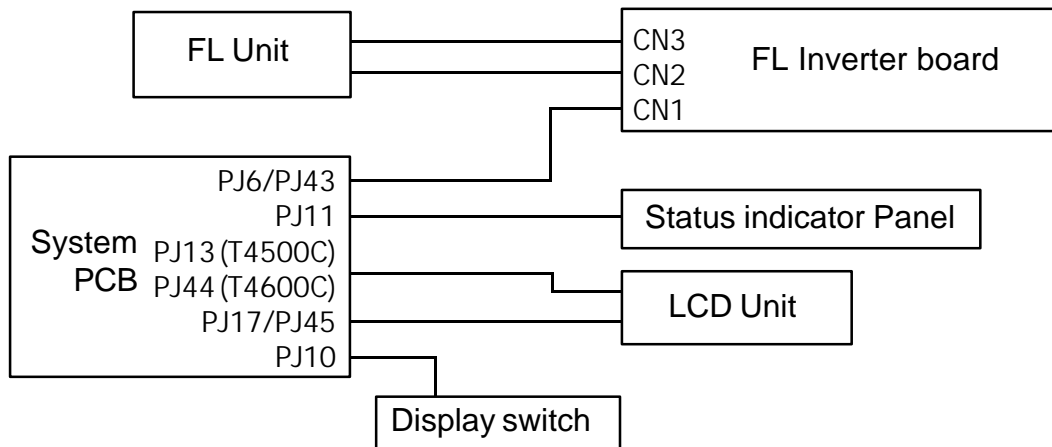 FL Unit
CN3
CN2
CN1
FL Inverter board
System
PCB
PJ6/PJ43
PJ11
PJ13 (T4500C)
PJ44 (T4600C)
PJ17/PJ45
PJ10
Status indicator Panel
LCD Unit
Display switch